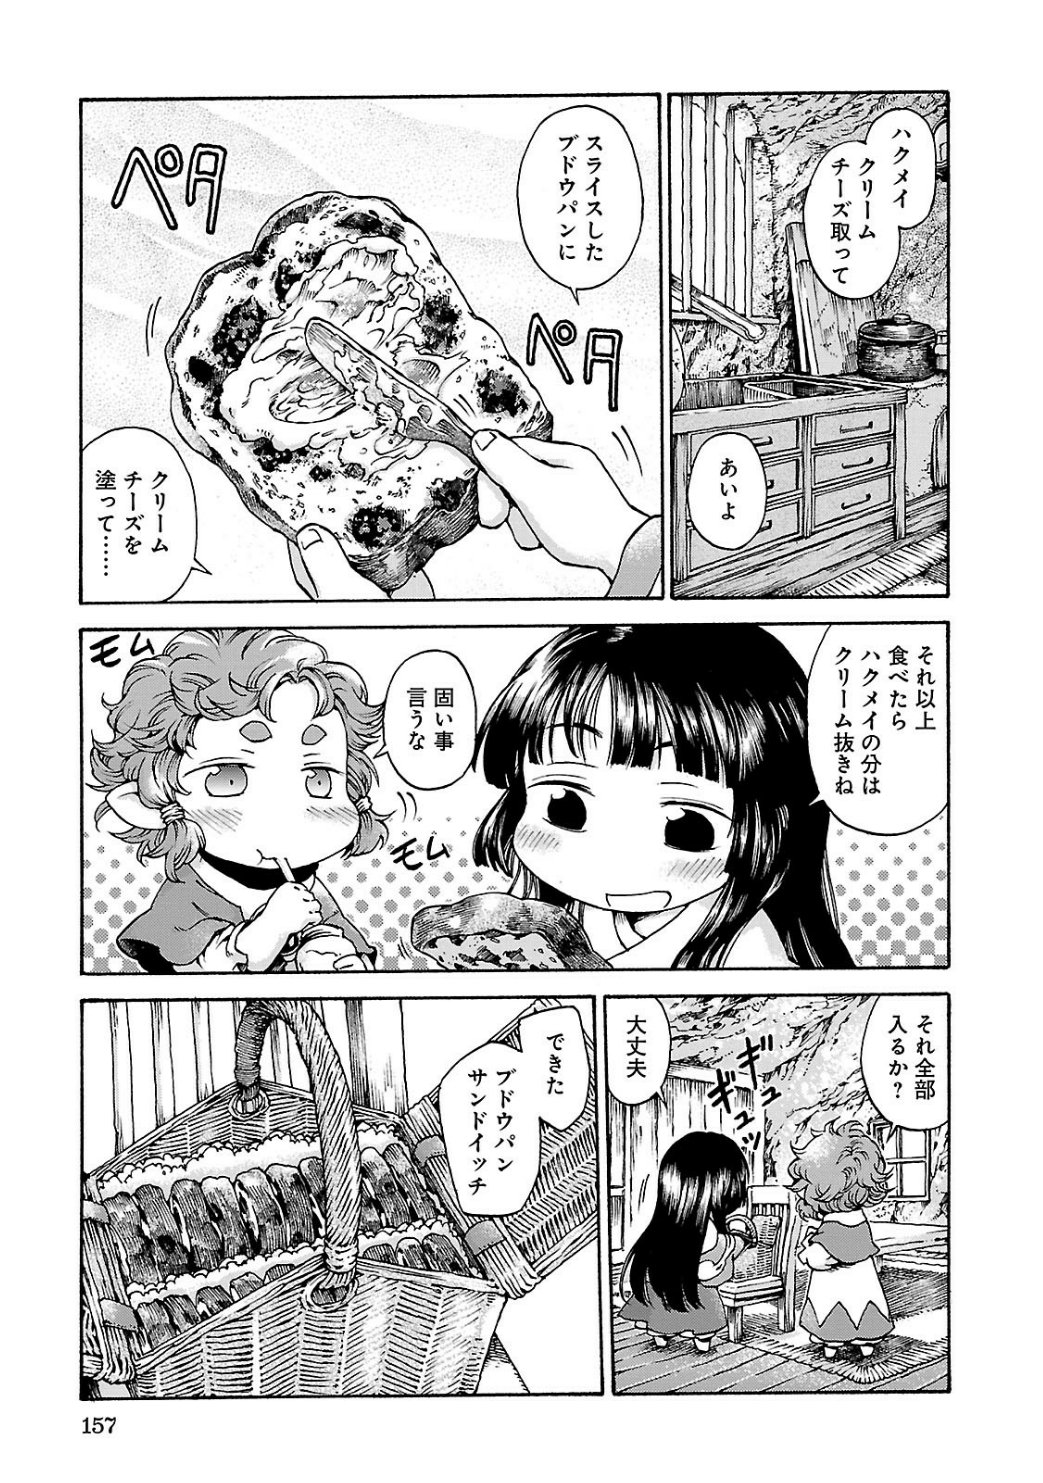 ハクメイ
クリーム
チーズ取って
あいよ
スライスした
ブドウパンに
ペタ
ペタ
クリーム
チーズを
塗って……
それ以上
食べたら
ハクメイの分は
クリーム抜きね
固い事
言うな
モム
モム
それ全部
入るか?
ギュ
ギュッ
大丈夫
できた
ブドウパン
サンドイッチ
157